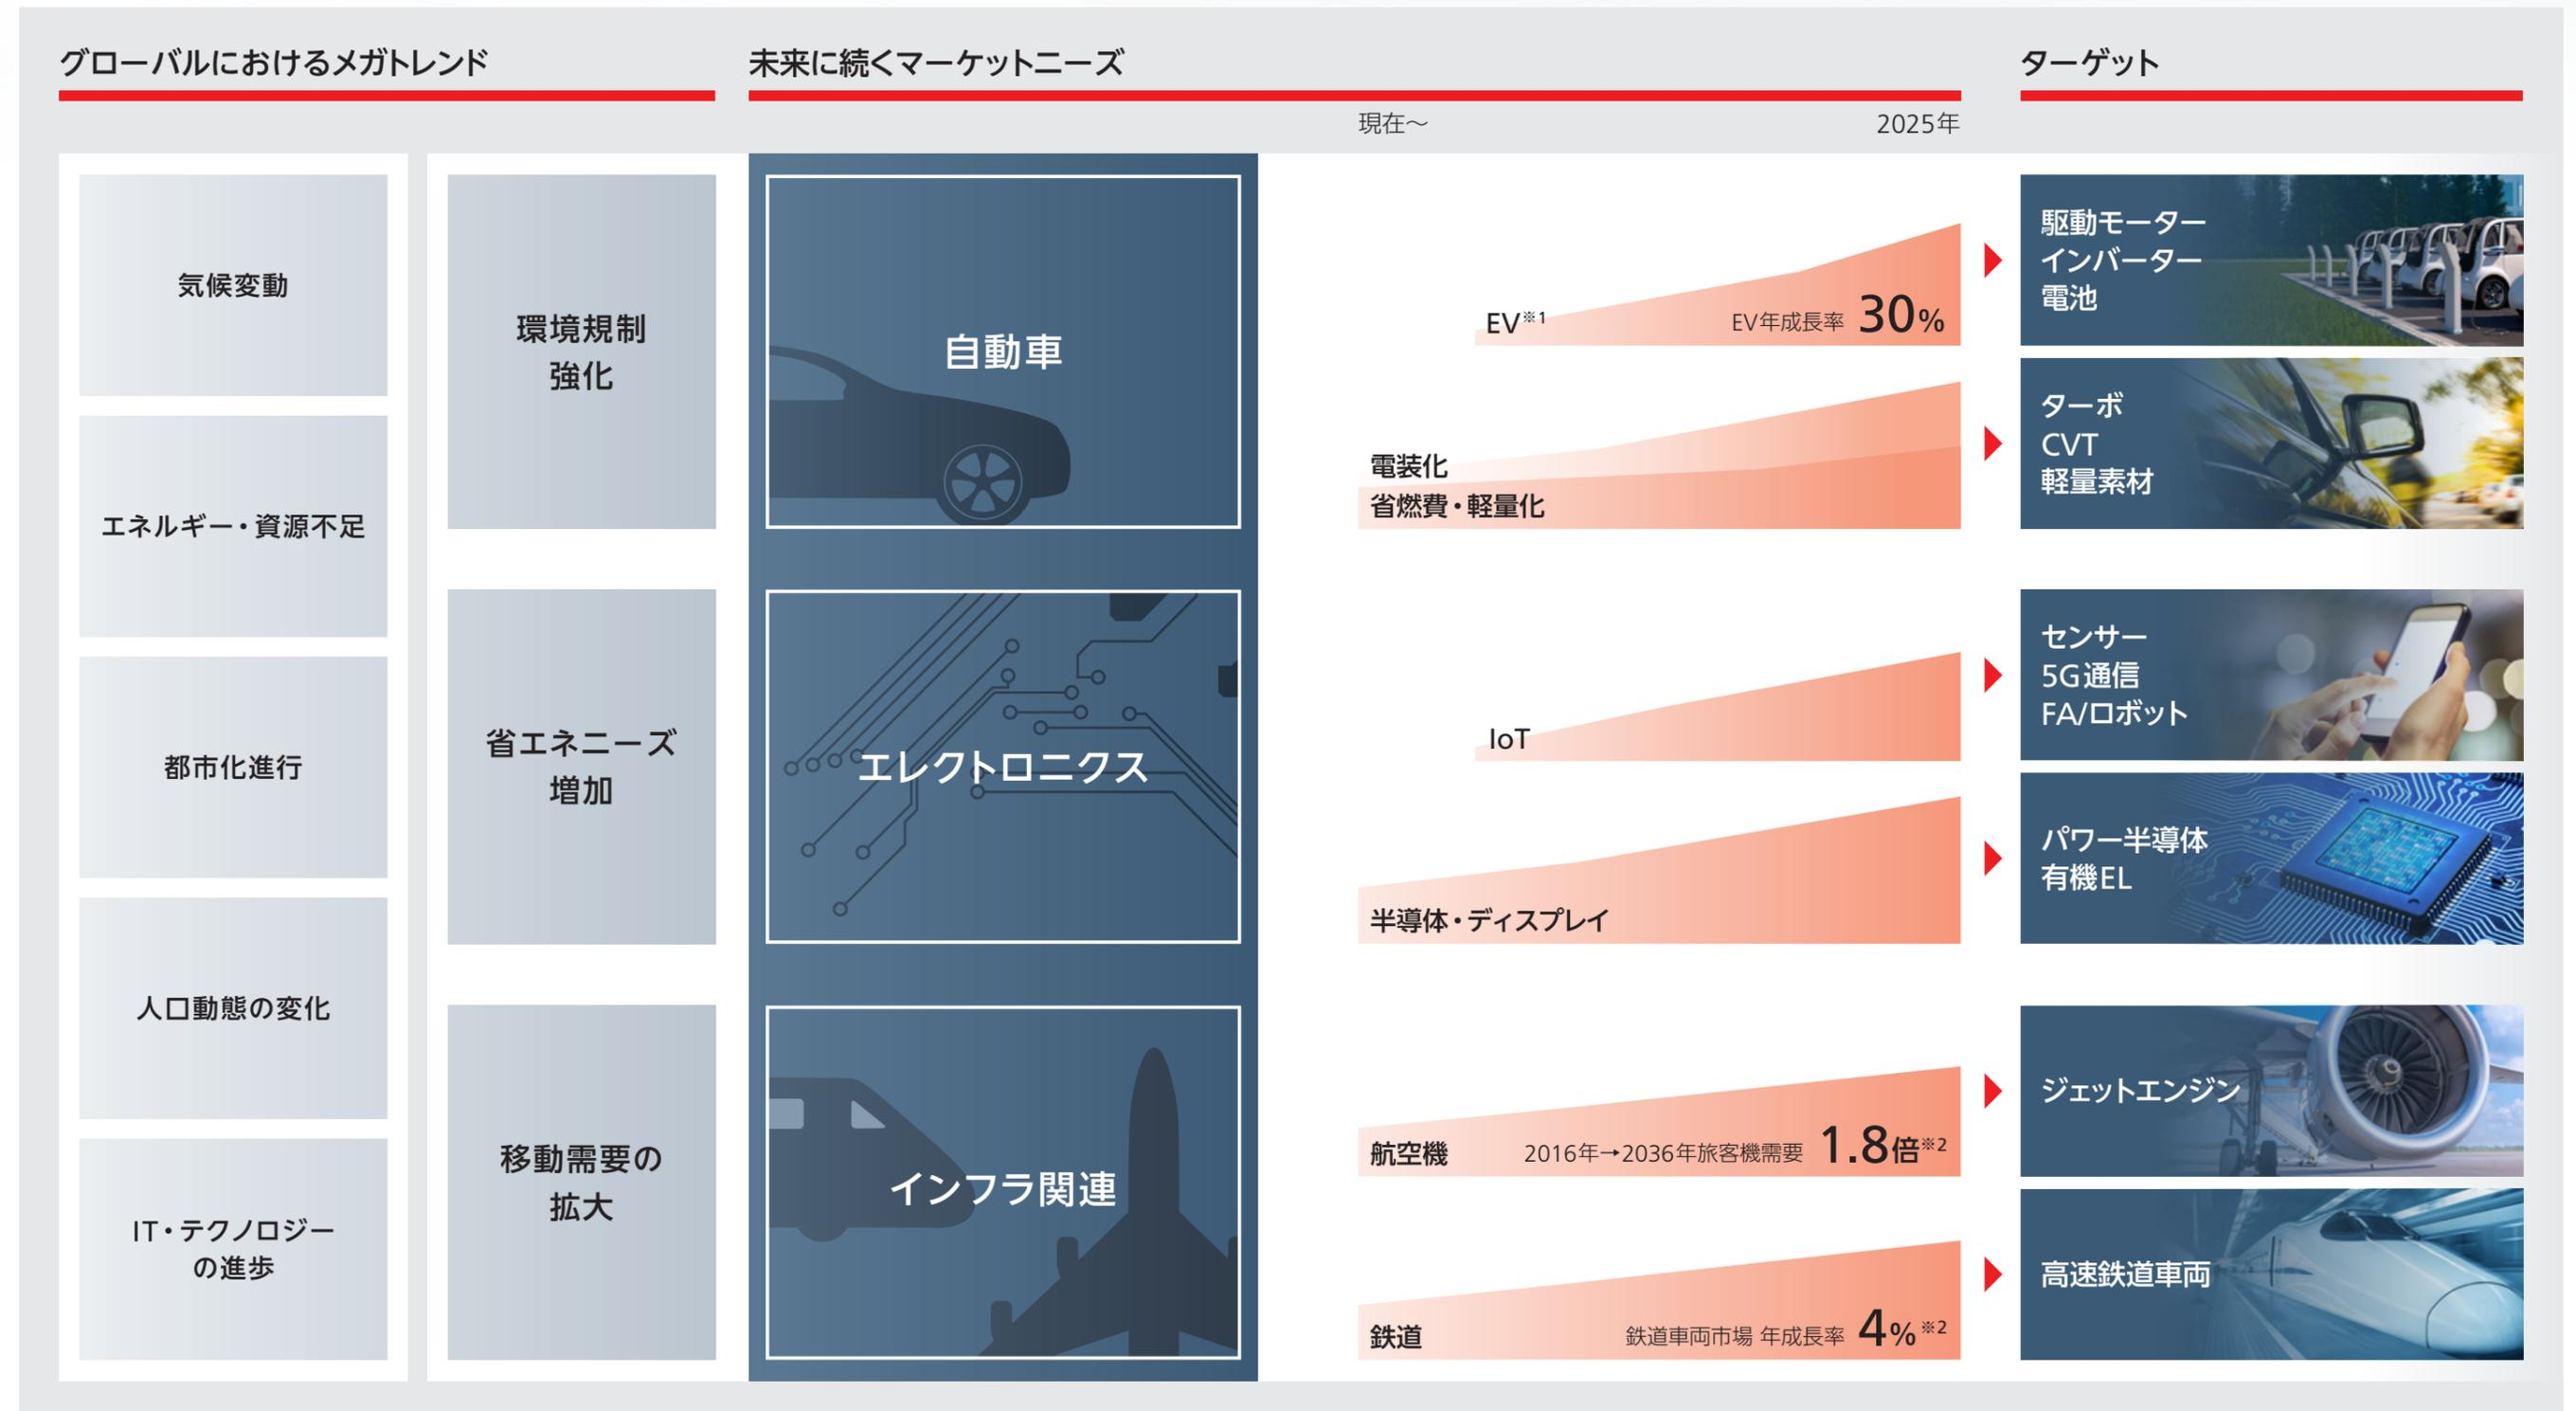 グローバルにおけるメガトレンド
未来に続くマーケットニーズ
ターゲット
現在～
2025年
気候変動
エネルギー・資源不足
都市化進行
人口動態の変化
IT・テクノロジー
の進歩
環境規制
強化
省エネニーズ
増加
移動需要の
拡大
自動車
EV※1
EV年成長率 30%
駆動モーター
インバーター
電池
電装化
省燃費・軽量化
ターボ
CVT
軽量素材
エレクトロニクス
IoT
センサー
5G通信
FA/ロボット
半導体・ディスプレイ
パワー半導体
有機EL
インフラ関連
航空機
2016年→2036年旅客機需要 1.8倍※2
ジェットエンジン
鉄道
鉄道車両市場 年成長率 4%※2
高速鉄道車両